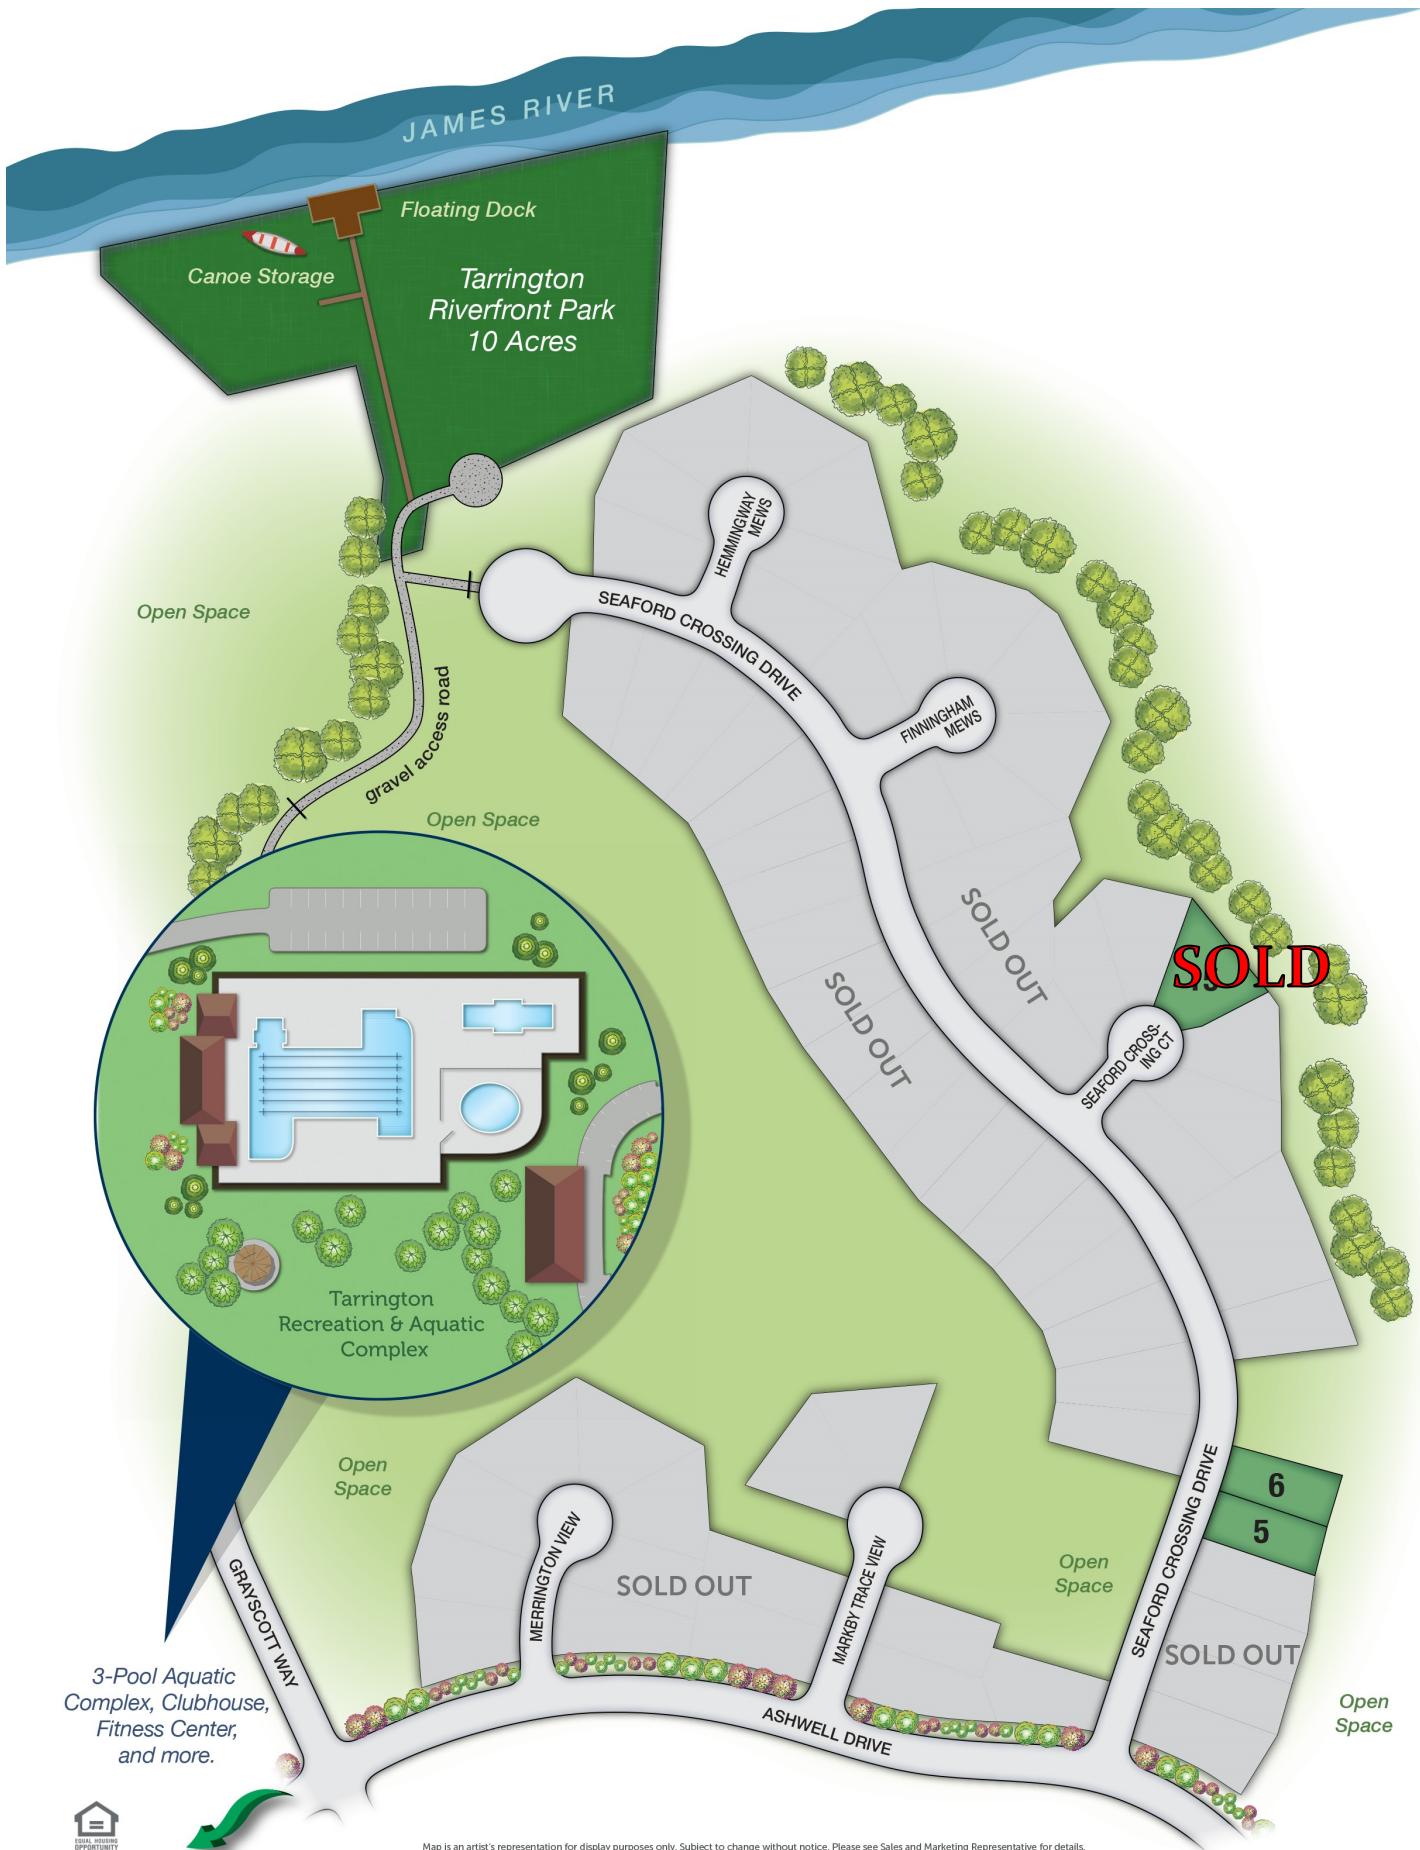 JAMES RIVER
Floating Dock
Canoe Storage
Tarrington
Riverfront Park
10 Acres
HEMMINGWAY
MEWS
SEAFORD CROSSING DRIVE
Open Space
FINNINGHAM
MEWS
gravel access road
Open Space
SOLD OUT
SOLD OUT
SOLD
SEAFORD CROSS-
ING CT
Tarrington
Recreation & Aquatic
Complex
Open
Space
6
5
SEAFORD CROSSING DRIVE
Open
Space
MERRINGTON VIEW
SOLD OUT
MARKBY TRACE VIEW
GRAYSCOTT WAY
SOLD OUT
3-Pool Aquatic
Complex, Clubhouse,
Fitness Center,
and more.
Open
Space
ASHWELL DRIVE
EQUAL HOUSING
OPPORTUNITY
Map is an artist's representation for display purposes only. Subject to change without notice. Please see Sales and Marketing Representative for details.